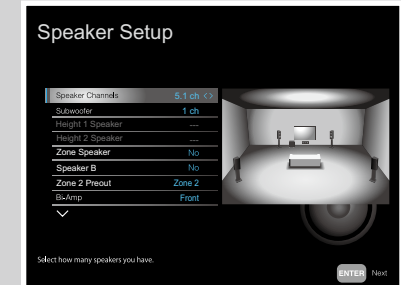 Speaker Setup
Speaker Channels 5.1 ch <>
Subwoofer 1 ch
Height 1 Speaker ---
Height 2 Speaker ---
Zone Speaker No
Speaker B No
Zone 2 Preout Zone 2
Bi-Amp Front
Select how many speakers you have.
ENTER Next